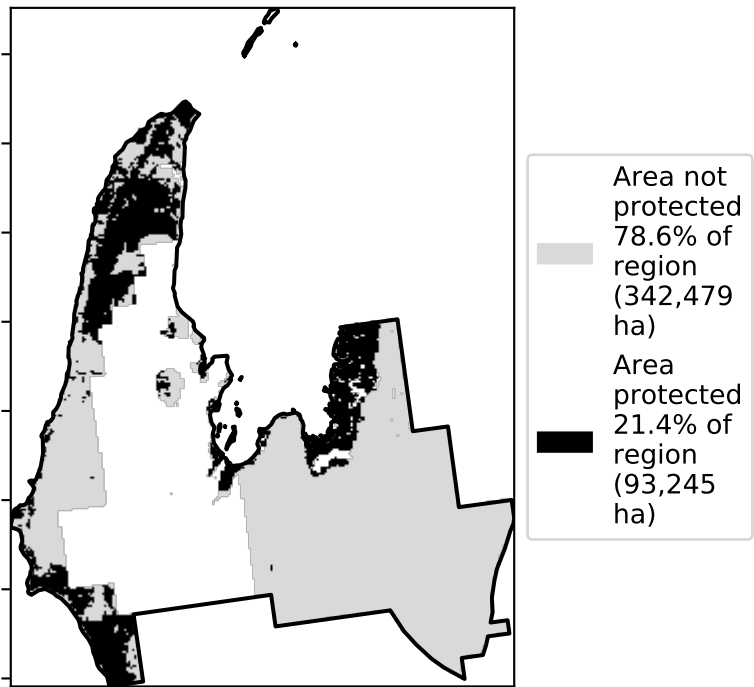 Area not
protected
78.6% of
region
(342,479
ha)
Area
protected
21.4% of
region
(93,245
ha)